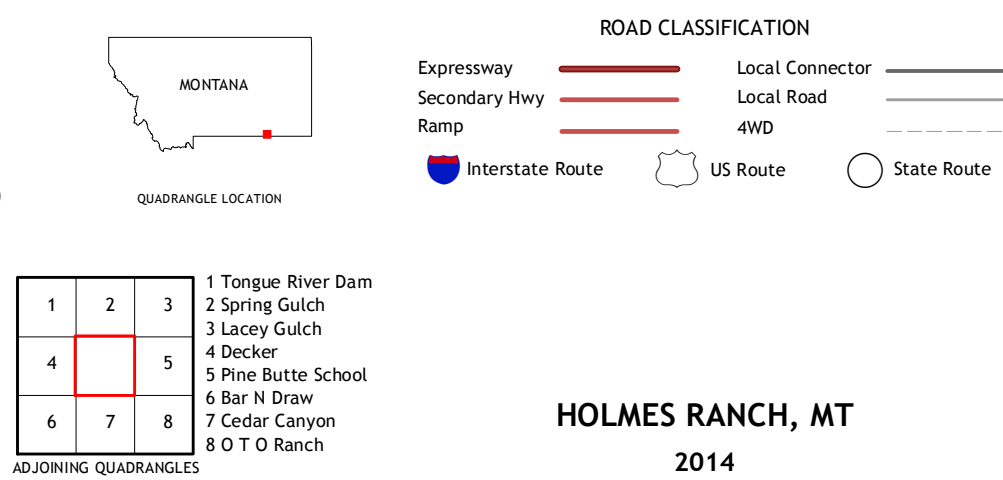 MONTANA
QUADRANGLE LOCATION
ROAD CLASSIFICATION
Expressway
Secondary Hwy
Ramp
Local Connector
Local Road
4WD
Interstate Route
US Route
State Route
1 2 3
4 5
6 7 8
ADJOINING QUADRANGLES
1 Tongue River Dam
2 Spring Gulch
3 Lacey Gulch
4 Decker
5 Pine Butte School
6 Bar N Draw
7 Cedar Canyon
8 O T O Ranch
HOLMES RANCH, MT
2014